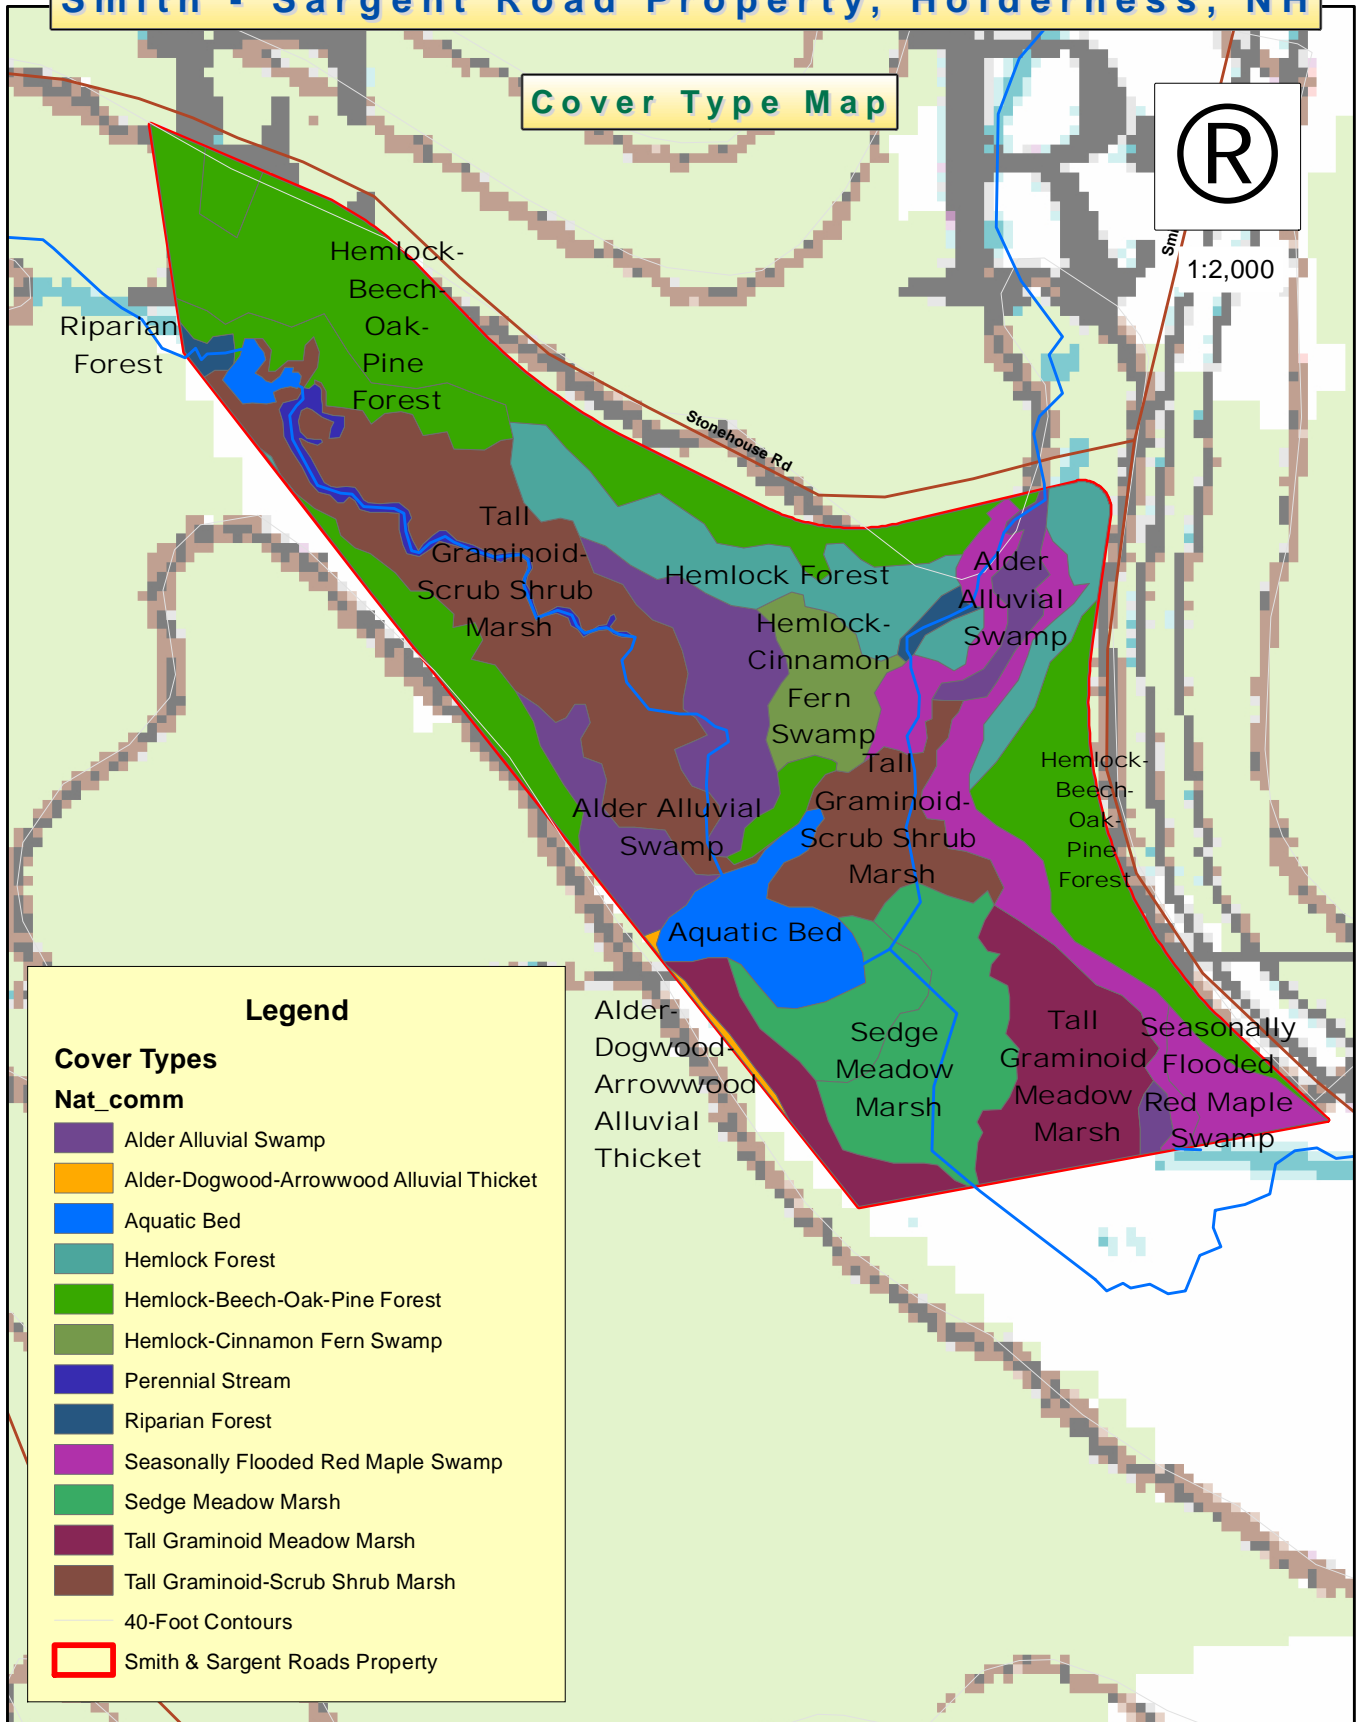 Smith - Sargent Road Property, Holderness, NH
Cover Type Map
R
1:2,000
Smi
Hemlock-
Beech-
Oak-
Pine
Forest
Riparian
Forest
Stonehouse Rd
Tall
Graminoid-
Scrub Shrub
Marsh
Hemlock Forest
Alder
Alluvial
Swamp
Hemlock-
Cinnamon
Fern
Swamp
Tall
Graminoid-
Scrub Shrub
Marsh
Hemlock-
Beech-
Oak-
Pine
Forest
Alder Alluvial
Swamp
Aquatic Bed
Alder-
Dogwood-
Arrowwood
Alluvial
Thicket
Sedge
Meadow
Marsh
Tall
Graminoid
Meadow
Marsh
Seasonally
Flooded
Red Maple
Swamp
Legend
Cover Types
Nat_comm
Alder Alluvial Swamp
Alder-Dogwood-Arrowwood Alluvial Thicket
Aquatic Bed
Hemlock Forest
Hemlock-Beech-Oak-Pine Forest
Hemlock-Cinnamon Fern Swamp
Perennial Stream
Riparian Forest
Seasonally Flooded Red Maple Swamp
Sedge Meadow Marsh
Tall Graminoid Meadow Marsh
Tall Graminoid-Scrub Shrub Marsh
40-Foot Contours
Smith & Sargent Roads Property